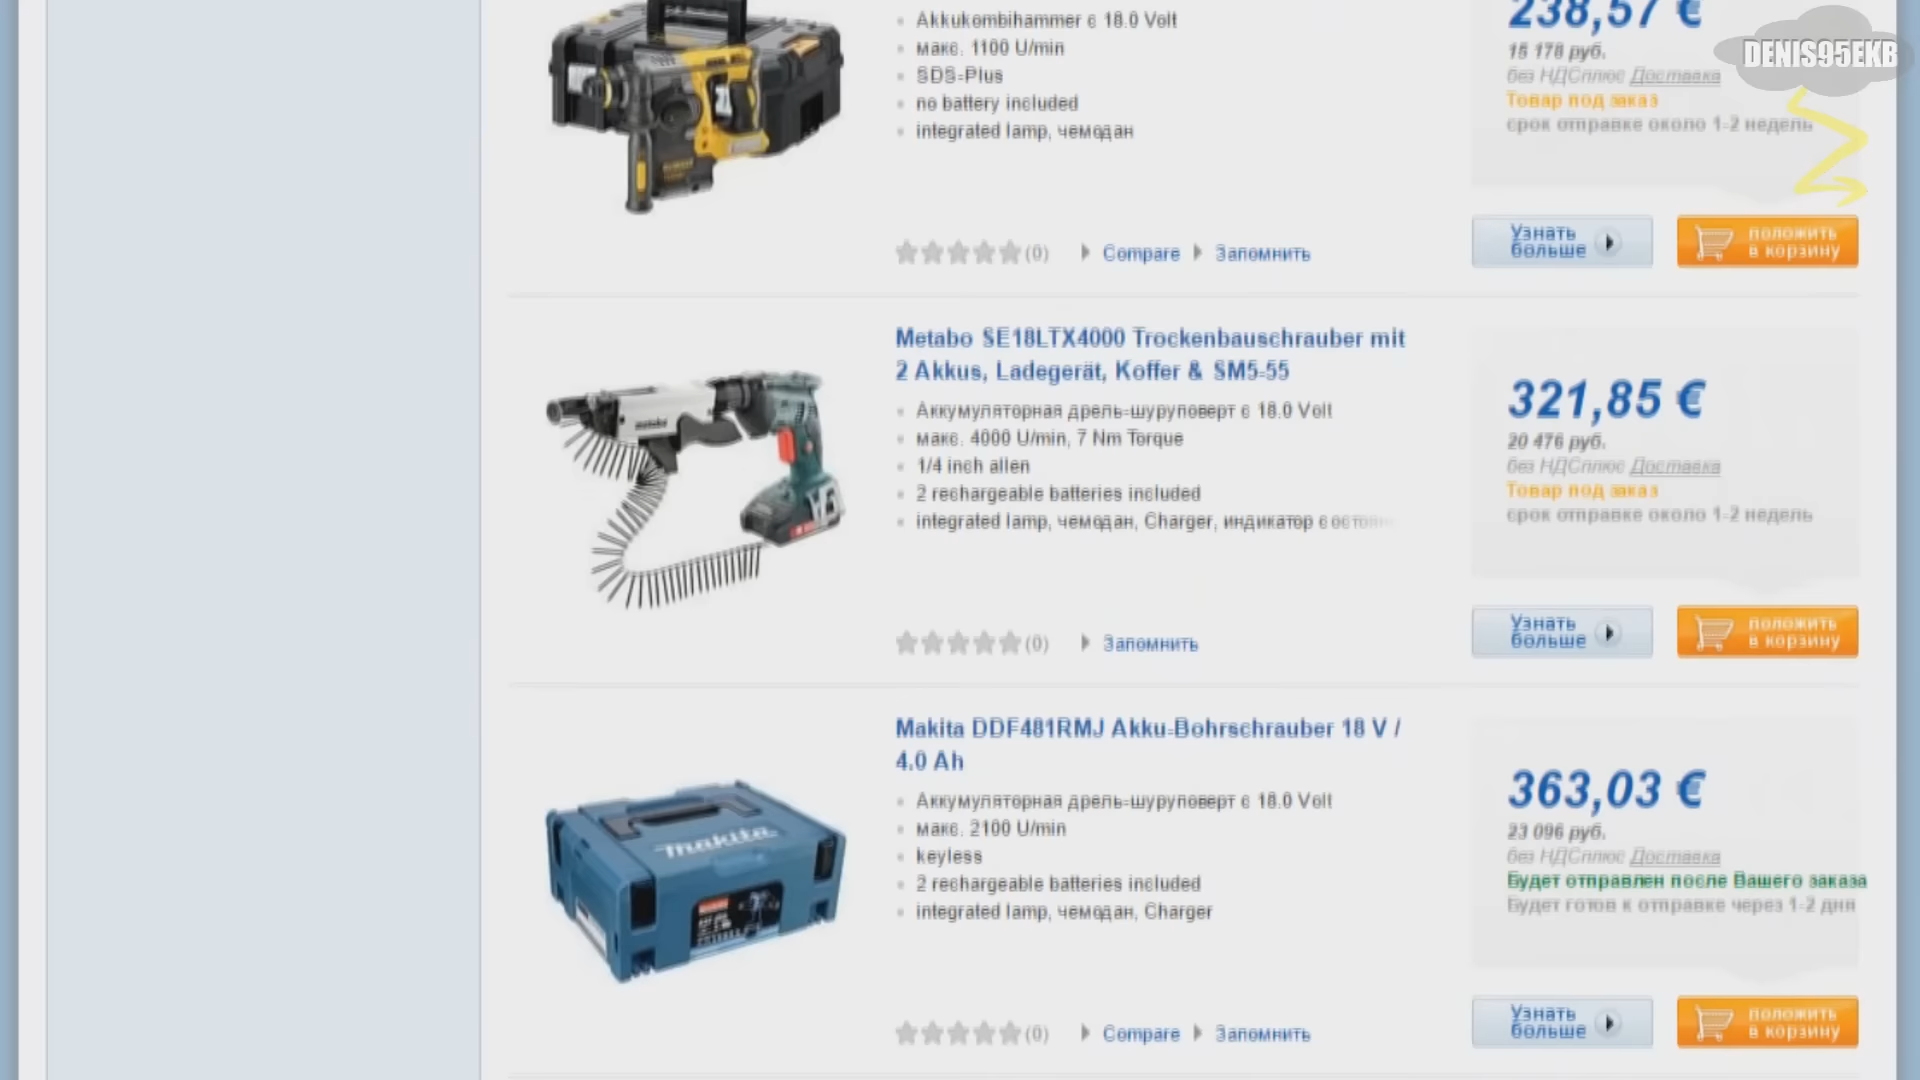 Akkukombihammer с 18.0 Volt
макс. 1100 U/min
SDS-Plus
no battery included
integrated lamp, чемодан
238,57 €
15 178 руб.
без НДСплюс Доставка
Товар под заказ
срок отправке около 1-2 недель
DENIS95EKB
(0) Compare Запомнить
Узнать больше
положить в корзину
Metabo SE18LTX4000 Trockenbauschrauber mit
2 Akkus, Ladegerät, Koffer & SM5-55
Аккумуляторная дрель-шуруповерт с 18.0 Volt
макс. 4000 U/min, 7 Nm Torque
1/4 inch allen
2 rechargeable batteries included
integrated lamp, чемодан, Charger, индикатор состоян
321,85 €
20 476 руб.
без НДСплюс Доставка
Товар под заказ
срок отправке около 1-2 недель
(0) Запомнить
Узнать больше
положить в корзину
Makita DDF481RMJ Akku-Bohrschrauber 18 V /
4.0 Ah
Аккумуляторная дрель-шуруповерт с 18.0 Volt
макс. 2100 U/min
keyless
2 rechargeable batteries included
integrated lamp, чемодан, Charger
makita
363,03 €
23 096 руб.
без НДСплюс Доставка
Будет отправлен после Вашего заказа
Будет готов к отправке через 1-2 дня
(0) Compare Запомнить
Узнать больше
положить в корзину